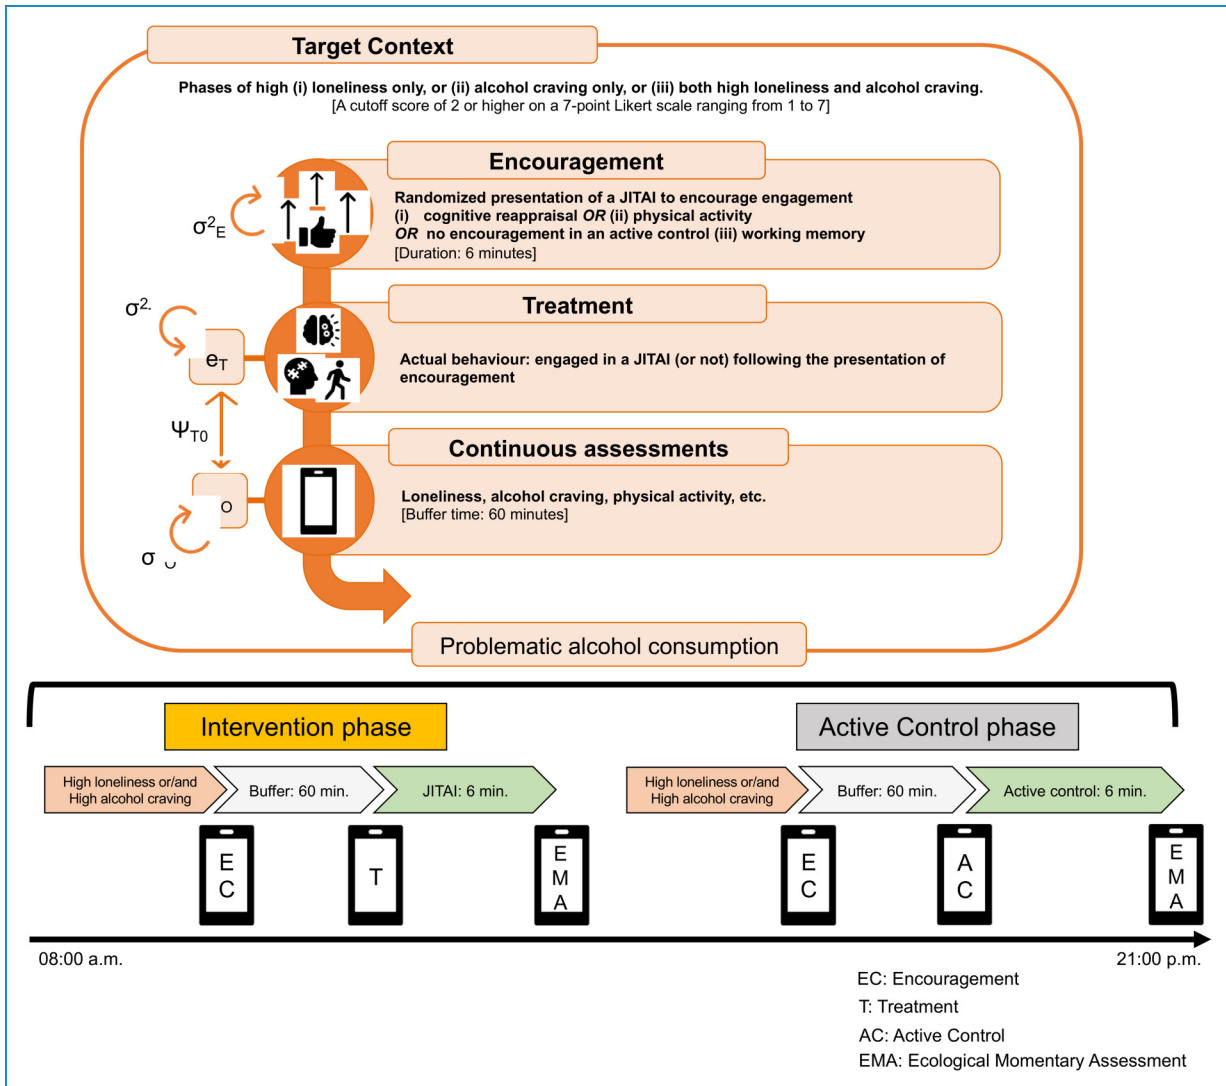 Target Context
Phases of high (i) loneliness only, or (ii) alcohol craving only, or (iii) both high loneliness and alcohol craving.
[A cutoff score of 2 or higher on a 7-point Likert scale ranging from 1 to 7]
Encouragement
Randomized presentation of a JITAI to encourage engagement
(i) cognitive reappraisal OR (ii) physical activity
OR no encouragement in an active control (iii) working memory
[Duration: 6 minutes]
σ²E
Treatment
σ²
eT
Actual behaviour: engaged in a JITAI (or not) following the presentation of
encouragement
ΨT0
Continuous assessments
Loneliness, alcohol craving, physical activity, etc.
[Buffer time: 60 minutes]
O
σ
Problematic alcohol consumption
Intervention phase
High loneliness or/and
High alcohol craving
Buffer: 60 min.
JITAI: 6 min.
EC
T
EMA
Active Control phase
High loneliness or/and
High alcohol craving
Buffer: 60 min.
Active control: 6 min.
EC
AC
EMA
08:00 a.m.
21:00 p.m.
EC: Encouragement
T: Treatment
AC: Active Control
EMA: Ecological Momentary Assessment